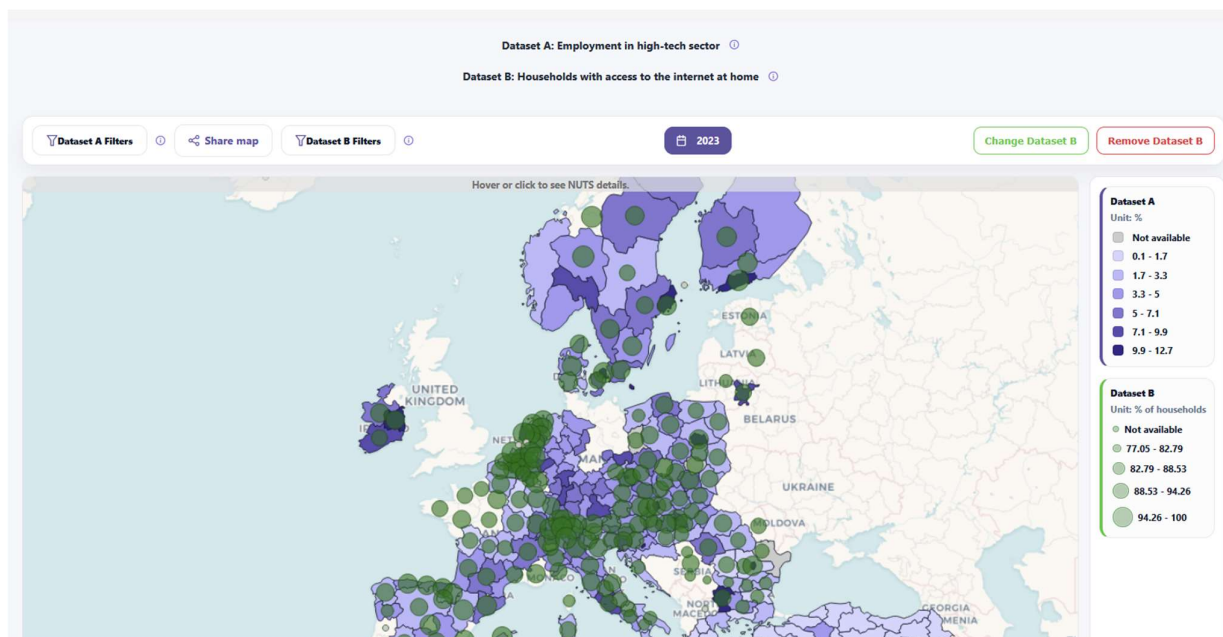 Dataset A: Employment in high-tech sector
Dataset B: Households with access to the internet at home
Dataset A Filters
Share map
Dataset B Filters
2023
Change Dataset B
Remove Dataset B
Hover or click to see NUTS details.
Dataset A
Unit: %
Not available
0.1 - 1.7
1.7 - 3.3
3.3 - 5
5 - 7.1
7.1 - 9.9
9.9 - 12.7
Dataset B
Unit: % of households
Not available
77.05 - 82.79
82.79 - 88.53
88.53 - 94.26
94.26 - 100
ESTONIA
LATVIA
UNITED
KINGDOM
BELARUS
UKRAINE
MOLDOVA
MONACO
GEORGIA